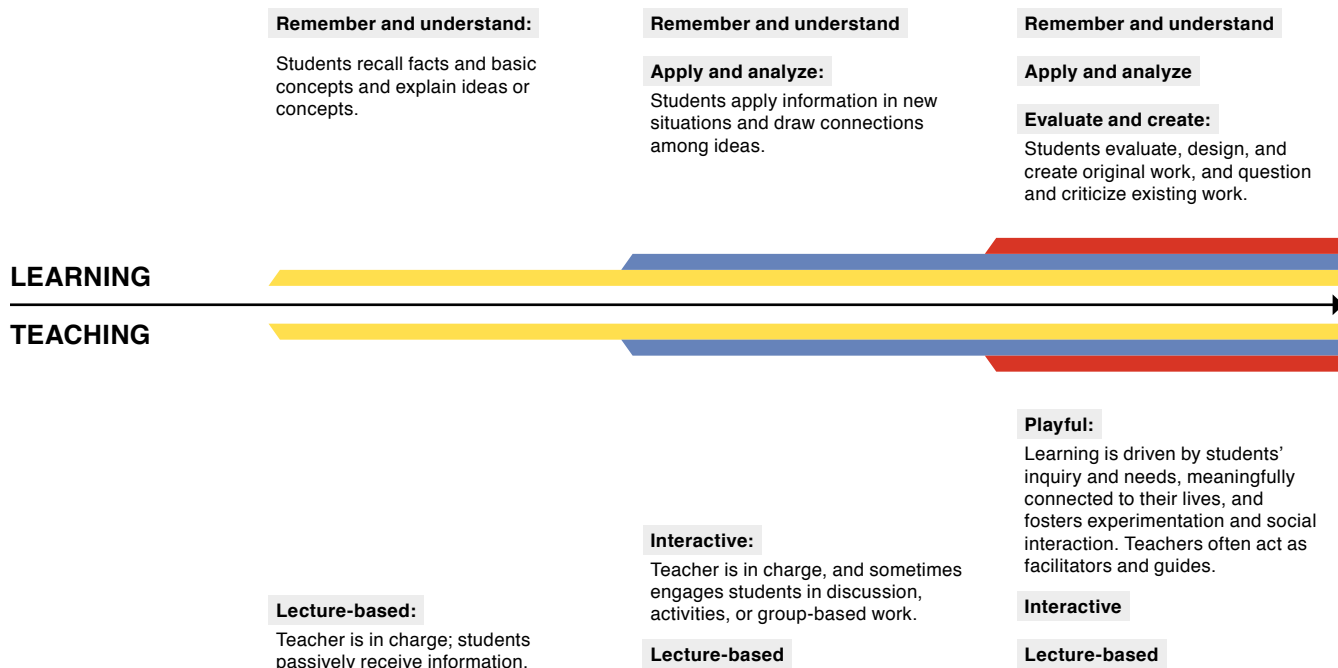 Remember and understand:
Students recall facts and basic
concepts and explain ideas or
concepts.
Remember and understand
Apply and analyze:
Students apply information in new
situations and draw connections
among ideas.
Remember and understand
Apply and analyze
Evaluate and create:
Students evaluate, design, and
create original work, and question
and criticize existing work.
LEARNING
TEACHING
Lecture-based:
Teacher is in charge; students
passively receive information.
Interactive:
Teacher is in charge, and sometimes
engages students in discussion,
activities, or group-based work.
Lecture-based
Playful:
Learning is driven by students’
inquiry and needs, meaningfully
connected to their lives, and
fosters experimentation and social
interaction. Teachers often act as
facilitators and guides.
Interactive
Lecture-based